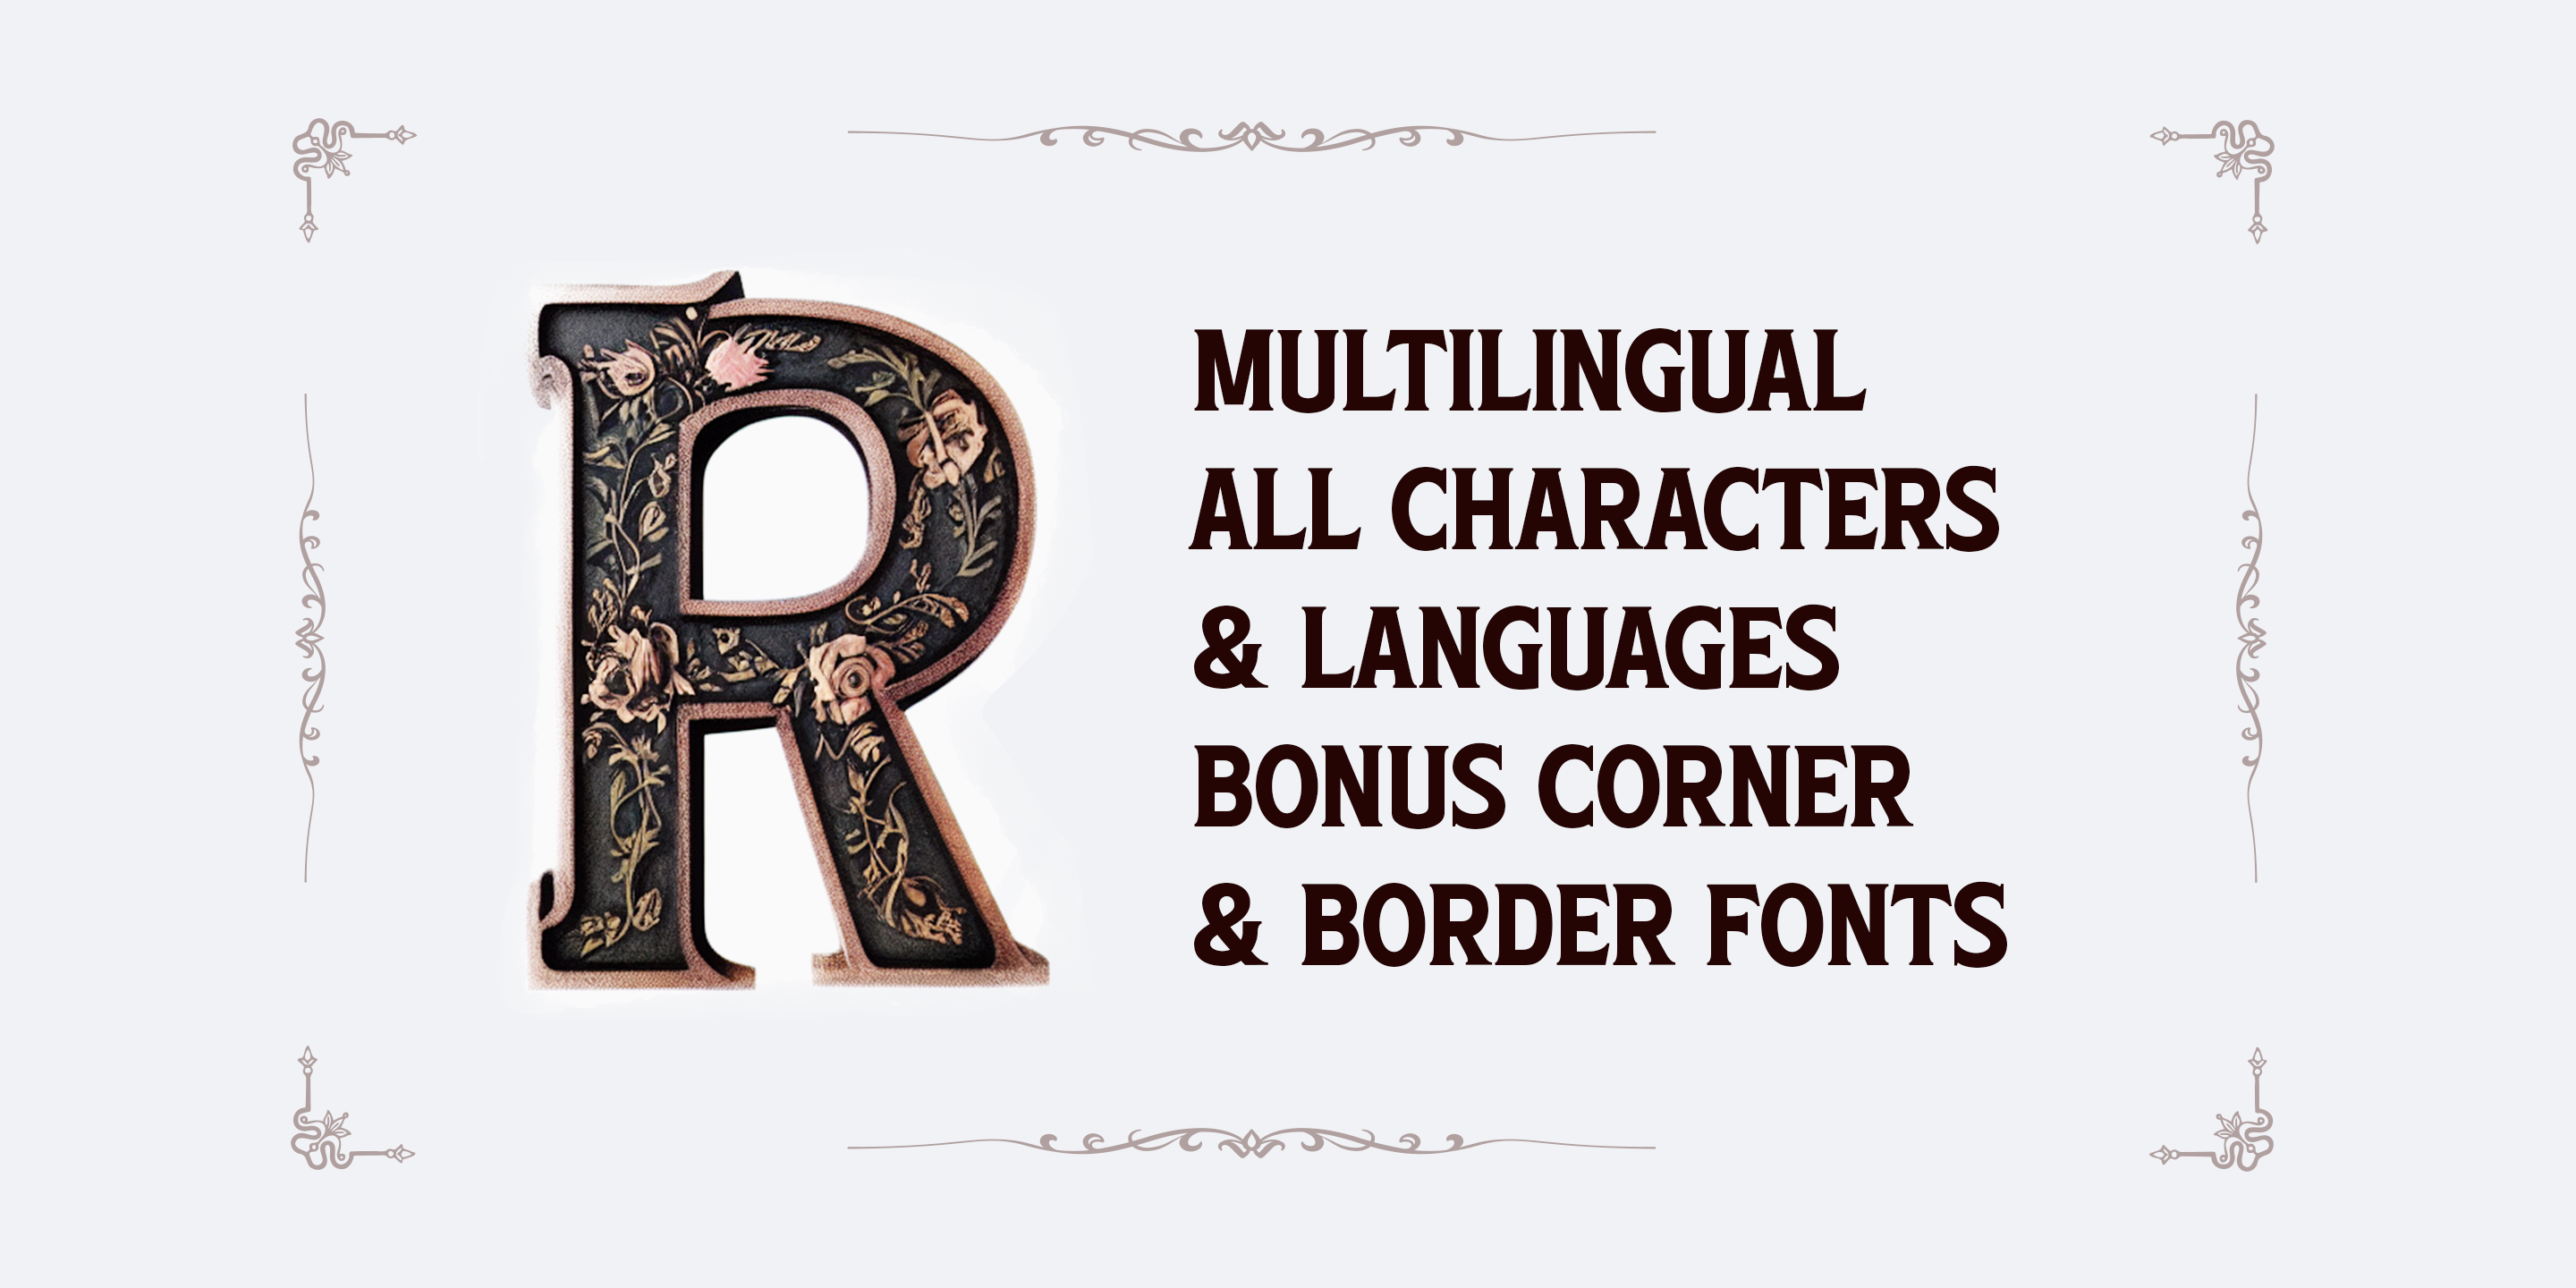 R
MULTILINGUAL
ALL CHARACTERS
& LANGUAGES
BONUS CORNER
& BORDER FONTS